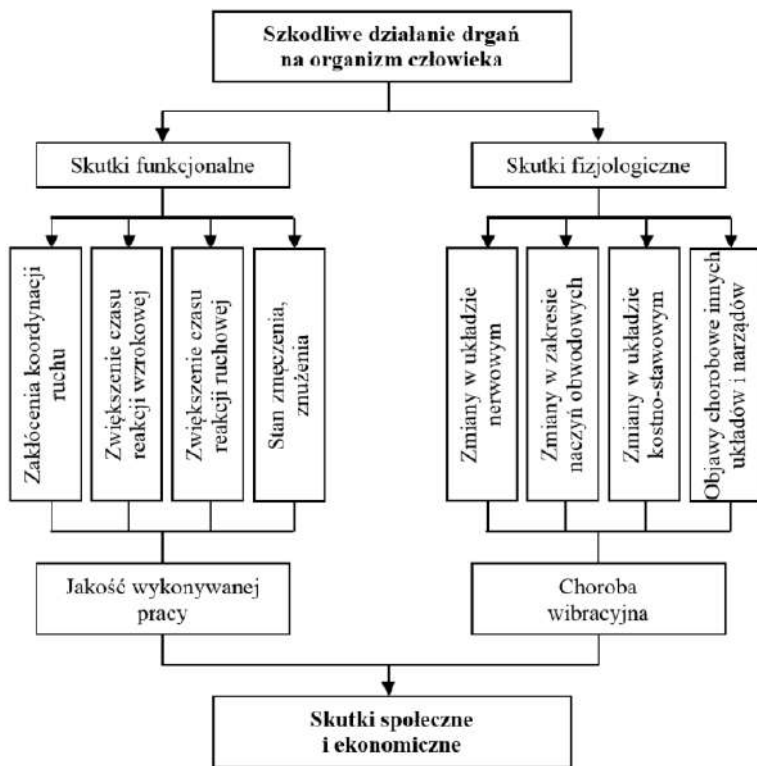 Szkodliwe działanie drgań
na organizm człowieka
Skutki funkcjonalne
Skutki fizjologiczne
Zakłócenia koordynacji
ruchu
Zwiększenie czasu
reakcji wzrokowej
Zwiększenie czasu
reakcji ruchowej
Stan zmęczenia,
znużenia
Zmiany w układzie
nerwowym
Zmiany w zakresie
naczyń obwodowych
Zmiany w układzie
kostno-stawowym
Objawy chorobowe innych
układów i narządów
Jakość wykonywanej
pracy
Choroba
wibracyjna
Skutki społeczne
i ekonomiczne